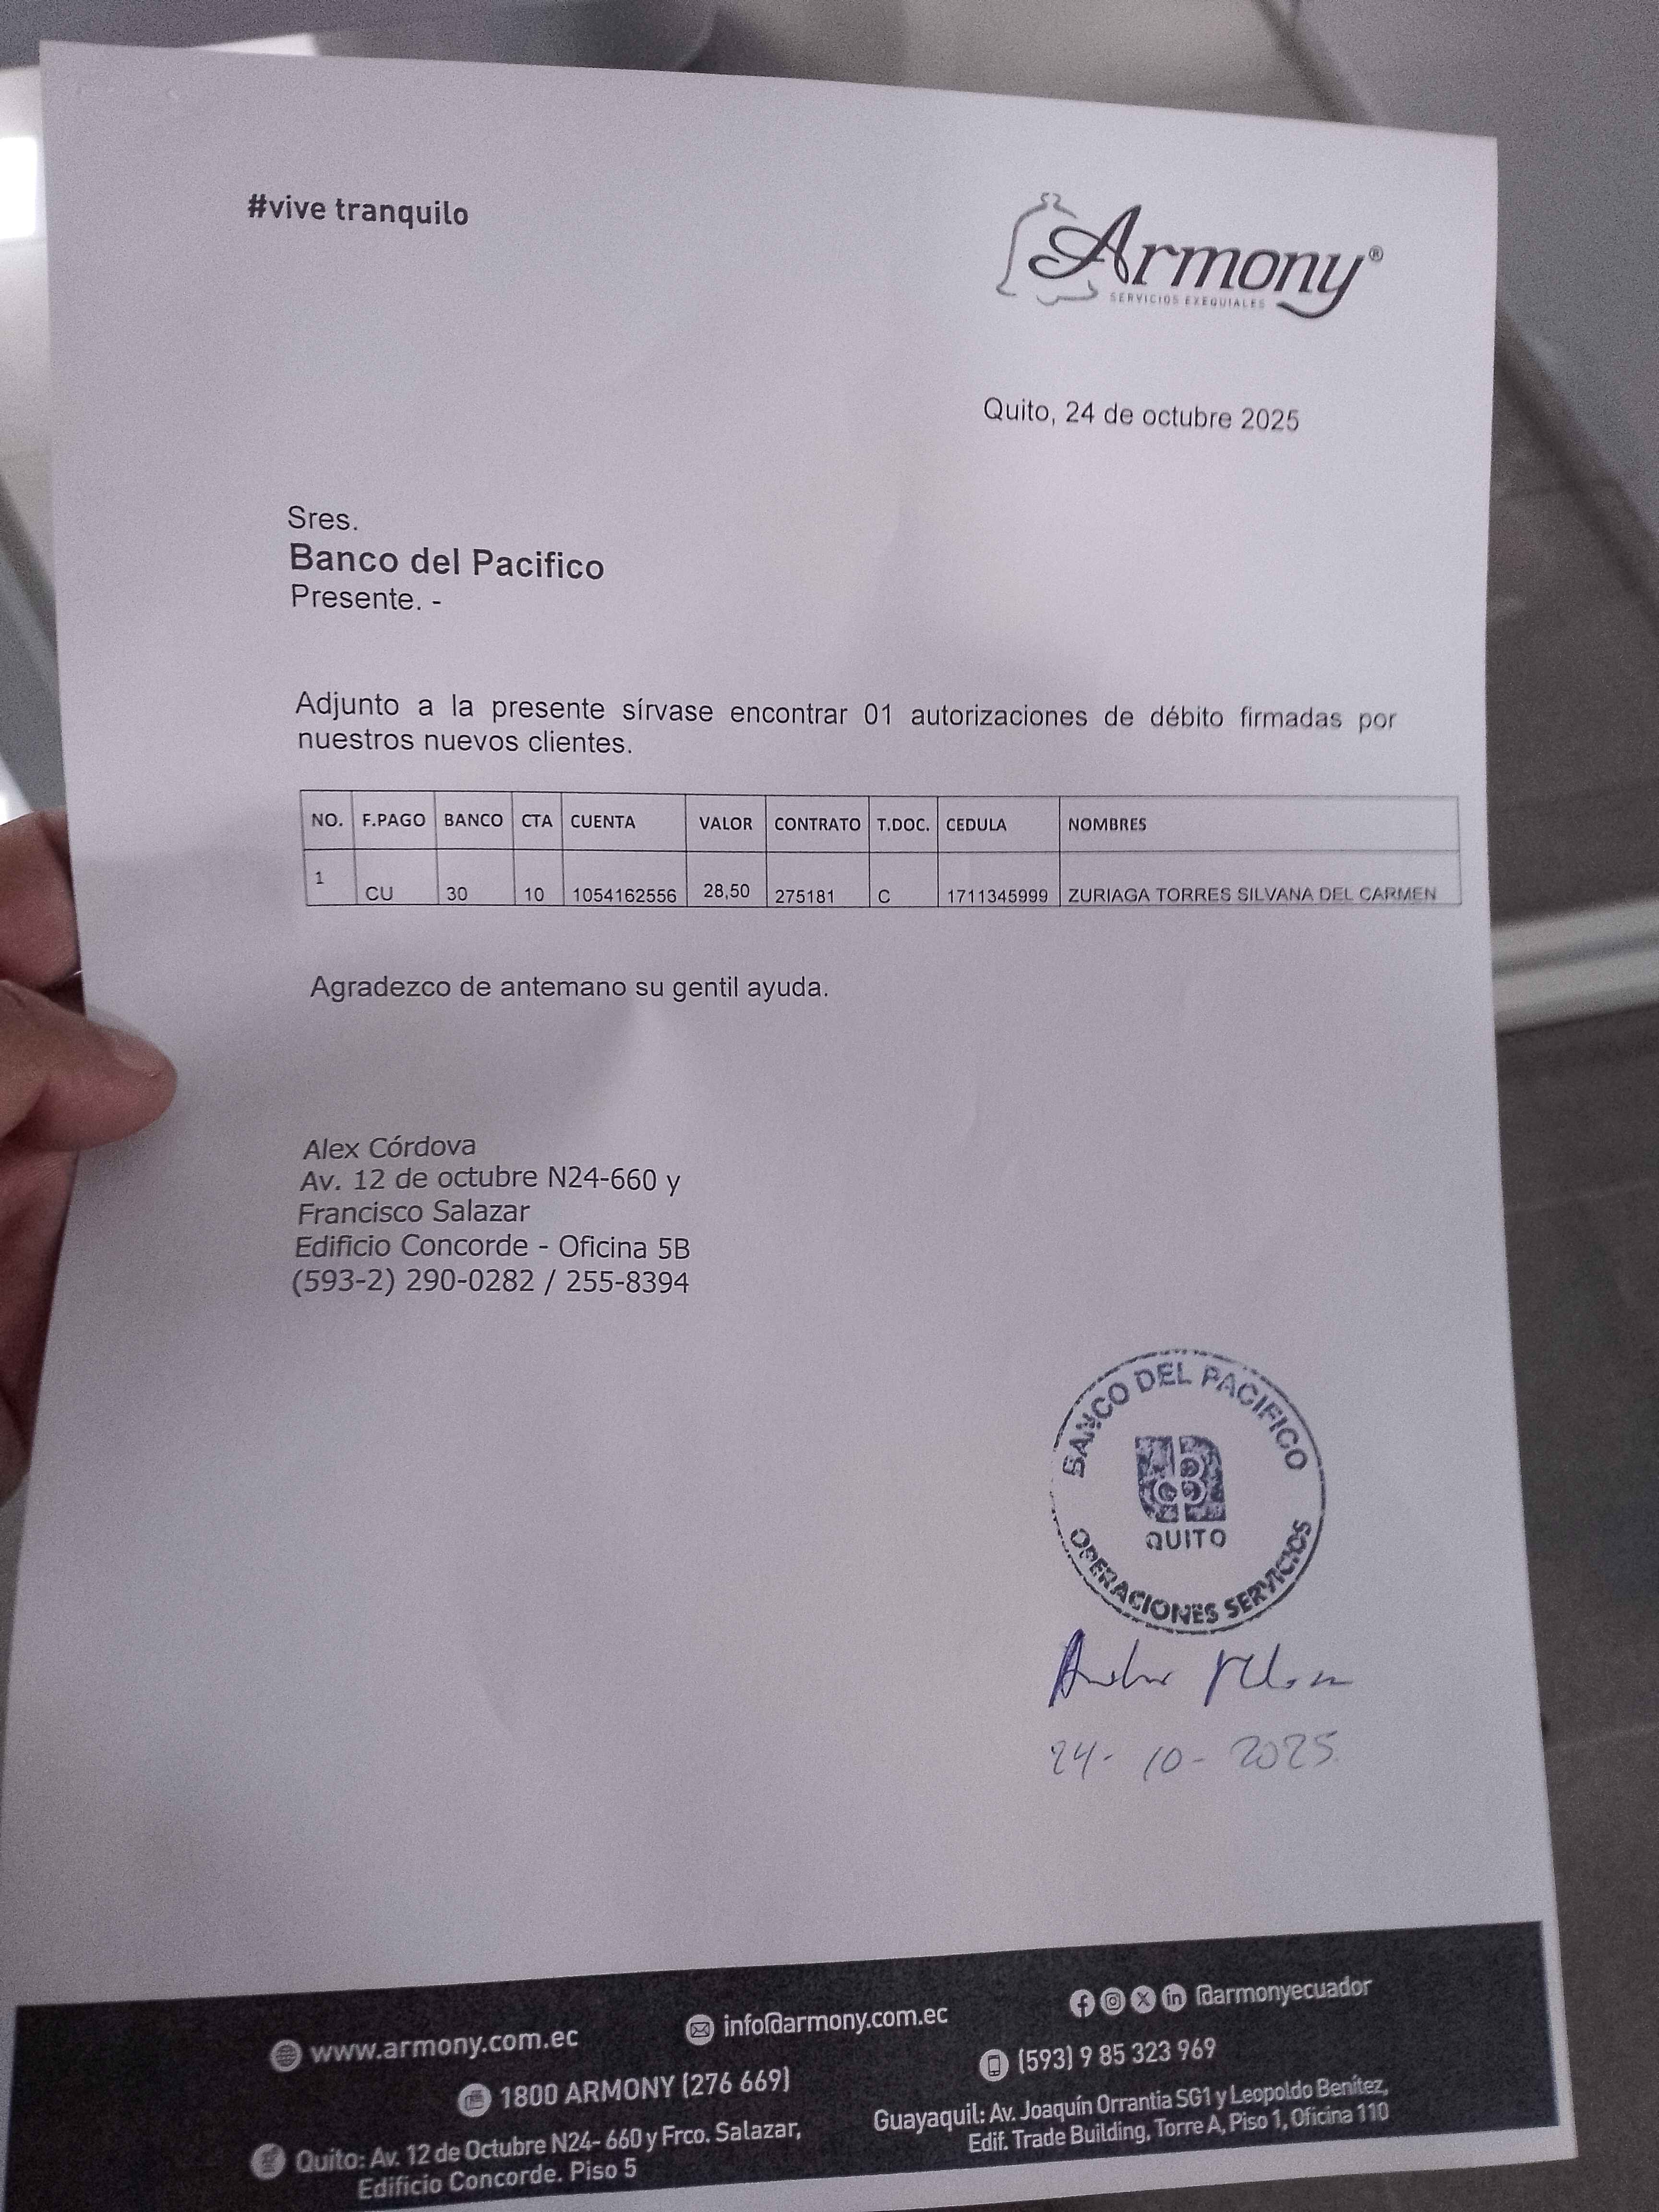 #vive tranquilo
Armony®
SERVICIOS EXEQUIALES
Quito, 24 de octubre 2025
Sres.
Banco del Pacifico
Presente. -
Adjunto a la presente sírvase encontrar 01 autorizaciones de débito firmadas por
nuestros nuevos clientes.
NO. F.PAGO BANCO CTA CUENTA VALOR CONTRATO T.DOC. CEDULA NOMBRES
1 CU 30 10 1054162556 28,50 275181 C 1711345999 ZURIAGA TORRES SILVANA DEL CARMEN
Agradezco de antemano su gentil ayuda.
Alex Córdova
Av. 12 de octubre N24-660 y
Francisco Salazar
Edificio Concorde - Oficina 5B
(593-2) 290-0282 / 255-8394
BANCO DEL PACIFICO
QUITO
OPERACIONES SERVICIOS
24-10-2025
www.armony.com.ec
info@armony.com.ec
@armonyecuador
1800 ARMONY (276 669)
(593) 9 85 323 969
Quito: Av. 12 de Octubre N24- 660 y Frco. Salazar,
Edificio Concorde. Piso 5
Guayaquil: Av. Joaquín Orrantia SG1 y Leopoldo Benítez,
Edif. Trade Building, Torre A, Piso 1, Oficina 110